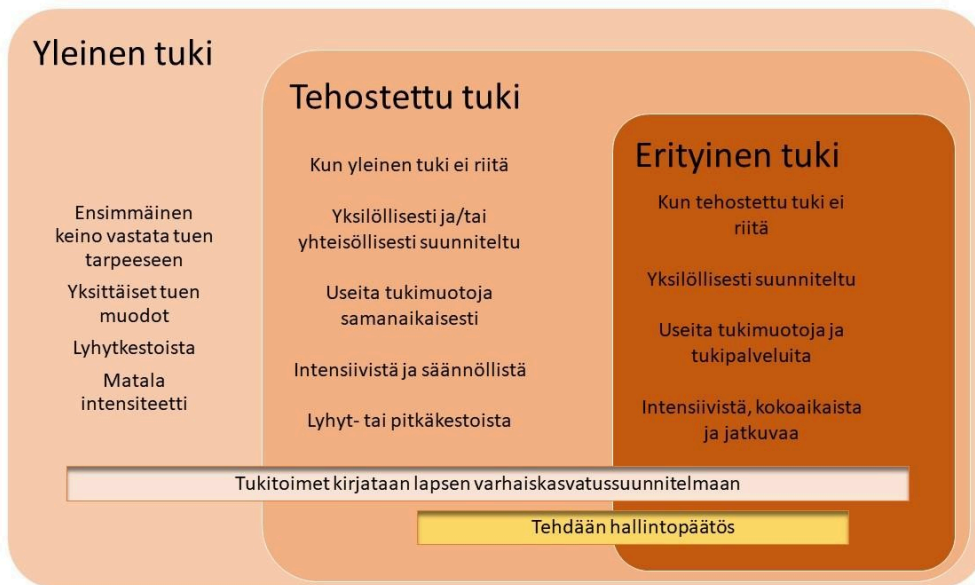 Yleinen tuki
Ensimmäinen
keino vastata tuen
tarpeeseen
Yksittäiset tuen
muodot
Lyhytkestoista
Matala
intensiteetti
Tehostettu tuki
Kun yleinen tuki ei riitä
Yksilöllisesti ja/tai
yhteisöllisesti suunniteltu
Useita tukimuotoja
samanaikaisesti
Intensiivistä ja säännöllistä
Lyhyt- tai pitkäkestoista
Erityinen tuki
Kun tehostettu tuki ei
riitä
Yksilöllisesti suunniteltu
Useita tukimuotoja ja
tukipalveluita
Intensiivistä, kokoaikaista
ja jatkuvaa
Tukitoimet kirjataan lapsen varhaiskasvatussuunnitelmaan
Tehdään hallintopäätös